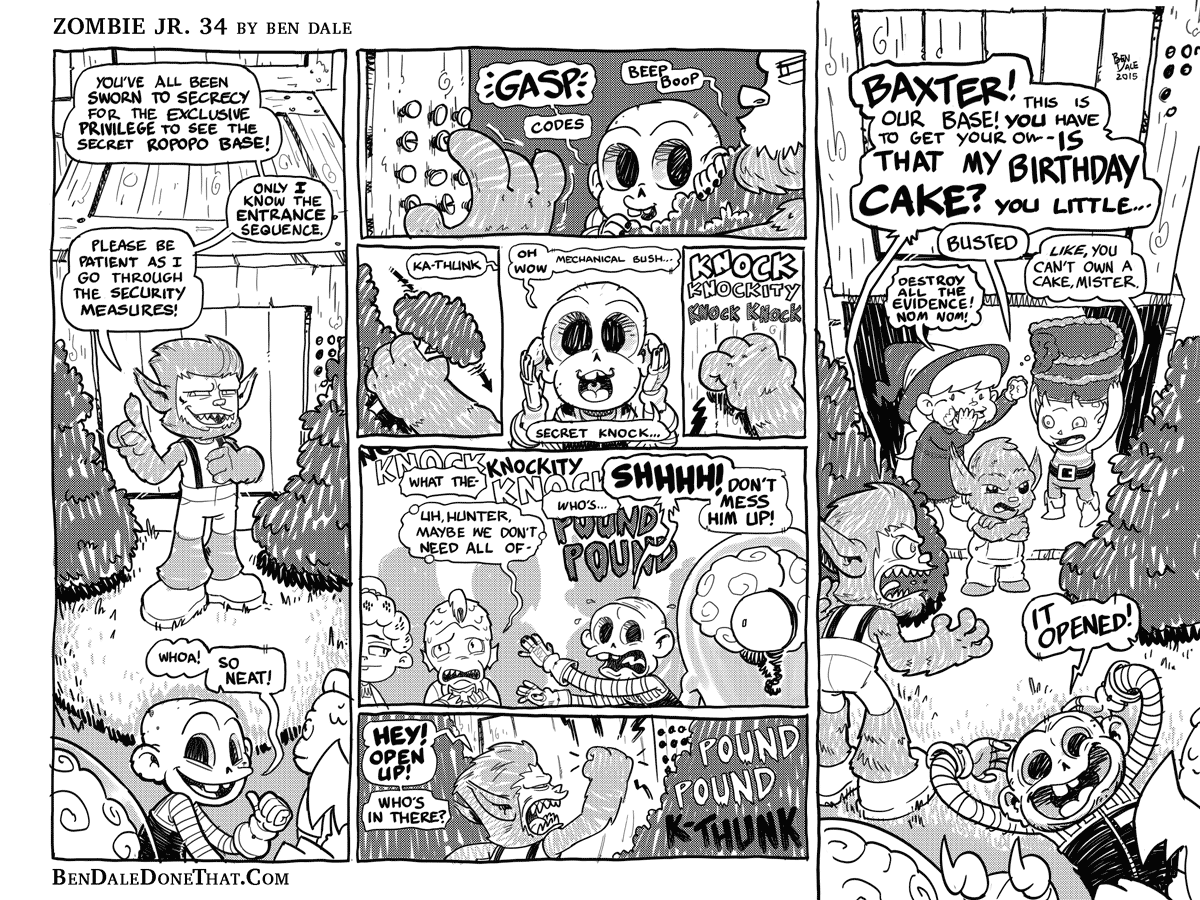 ZOMBIE JR. 34 BY BEN DALE
YOU'VE ALL BEEN
SWORN TO SECRECY
FOR THE EXCLUSIVE
PRIVILEGE TO SEE THE
SECRET ROPOPO BASE!
ONLY I
KNOW THE
ENTRANCE
SEQUENCE.
PLEASE BE
PATIENT AS I
GO THROUGH
THE SECURITY
MEASURES!
WHOA!
SO
NEAT!
GASP
CODES
BEEP
BOOP
KA-THUNK
OH
WOW
MECHANICAL BUSH...
SECRET KNOCK...
KNOCK
KNOCKITY
KNOCK KNOCK
KNOCK
KNOCKITY
KNOCK
WHAT THE-
UH, HUNTER,
MAYBE WE DON'T
NEED ALL OF-
WHO'S...
SHHHH!
DON'T
MESS
HIM UP!
POUND
POUND
HEY!
OPEN
UP!
WHO'S
IN THERE?
POUND
POUND
K-THUNK
BEN
DALE
2015
BAXTER! THIS IS
OUR BASE! YOU HAVE
TO GET YOUR OW--IS
THAT MY BIRTHDAY
CAKE? YOU LITTLE...
BUSTED
DESTROY
ALL THE
EVIDENCE!
NOM NOM!
LIKE, YOU
CAN'T OWN A
CAKE, MISTER.
IT
OPENED!
BENDALEDONETHAT.COM